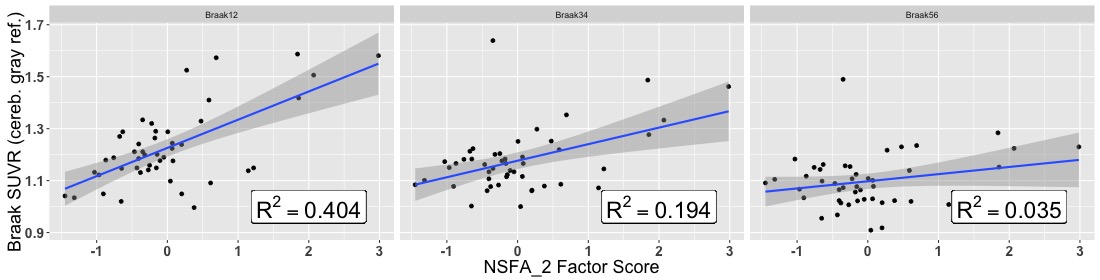 Braak12
Braak34
Braak56
Braak SUVR (cereb. gray ref.)
1.7
1.5
1.3
1.1
0.9
R² = 0.404
R² = 0.194
R² = 0.035
-1 0 1 2 3
-1 0 1 2 3
-1 0 1 2 3
NSFA_2 Factor Score